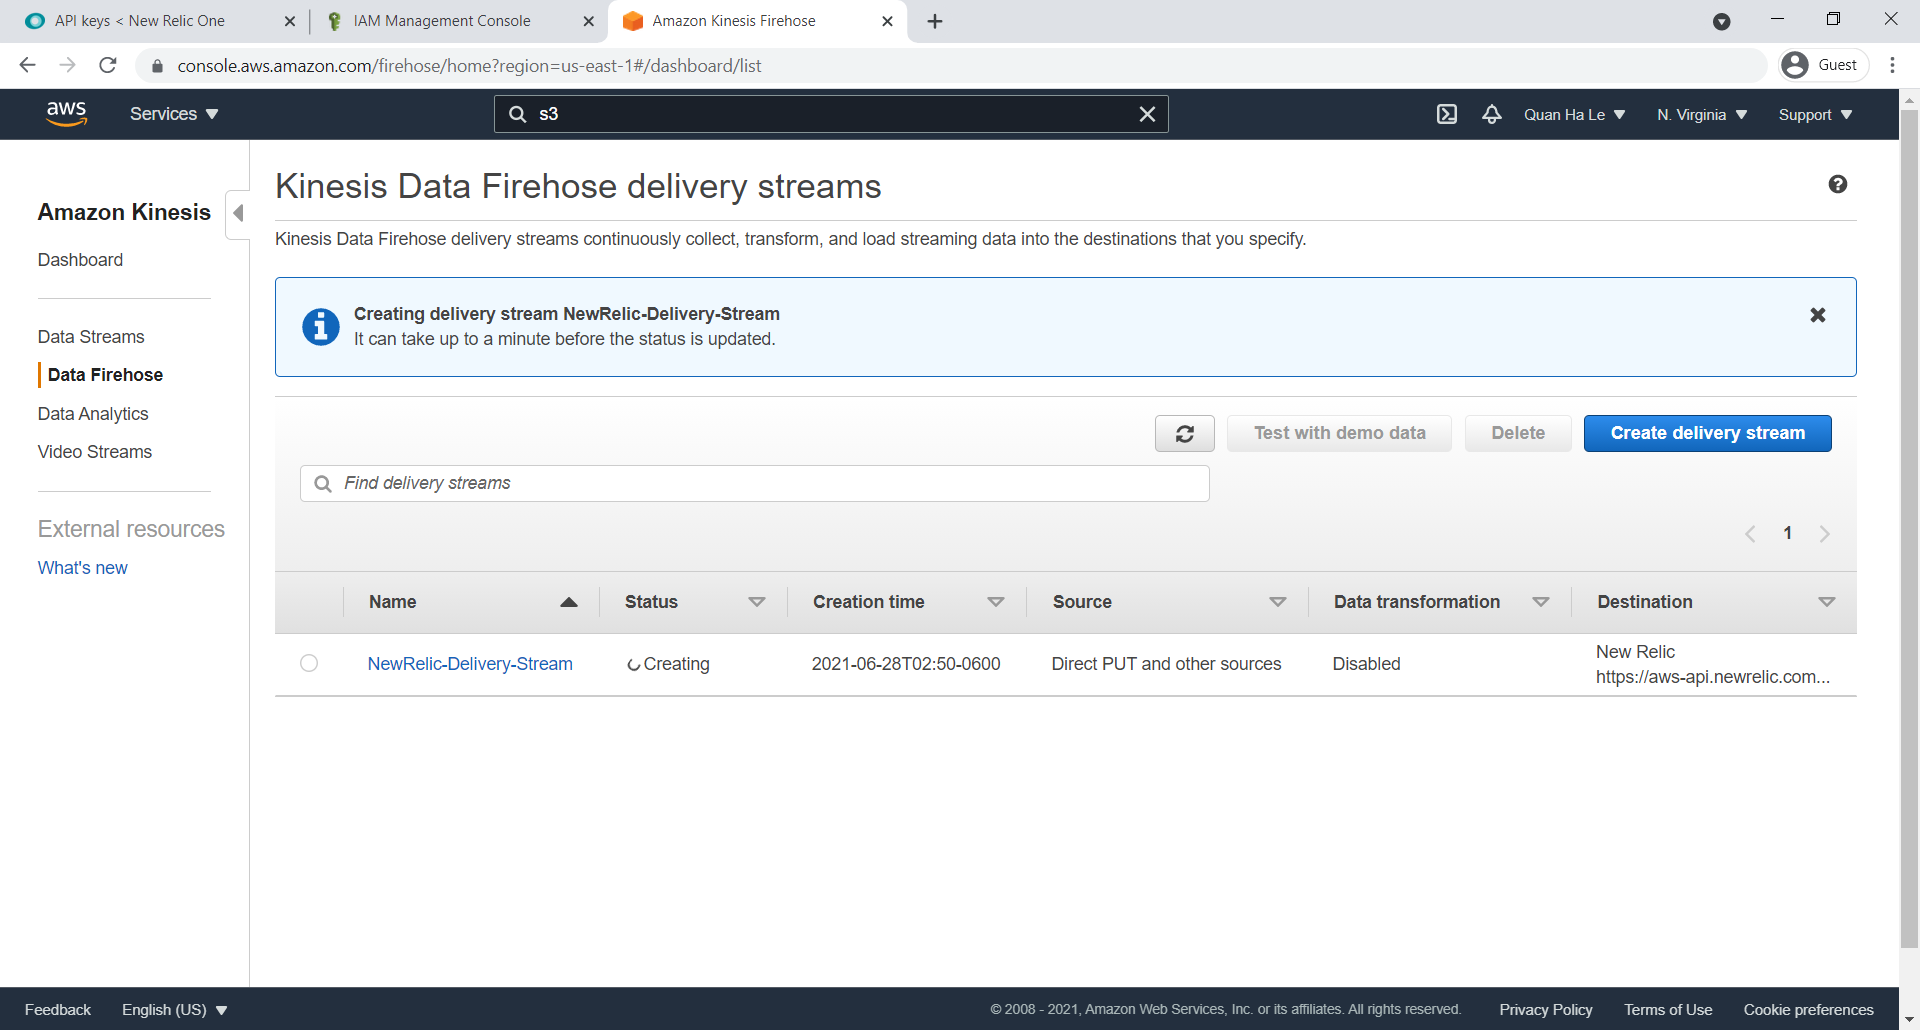 API keys < New Relic One
IAM Management Console
Amazon Kinesis Firehose
console.aws.amazon.com/firehose/home?region=us-east-1#/dashboard/list
Guest
aws
Services
s3
Quan Ha Le
N. Virginia
Support
Amazon Kinesis
Dashboard
Data Streams
Data Firehose
Data Analytics
Video Streams
External resources
What's new
Kinesis Data Firehose delivery streams
Kinesis Data Firehose delivery streams continuously collect, transform, and load streaming data into the destinations that you specify.
Creating delivery stream NewRelic-Delivery-Stream
It can take up to a minute before the status is updated.
Test with demo data
Delete
Create delivery stream
Find delivery streams
1
Name Status Creation time Source Data transformation Destination
NewRelic-Delivery-Stream Creating 2021-06-28T02:50-0600 Direct PUT and other sources Disabled New Relic
https://aws-api.newrelic.com...
Feedback
English (US)
© 2008 - 2021, Amazon Web Services, Inc. or its affiliates. All rights reserved.
Privacy Policy
Terms of Use
Cookie preferences